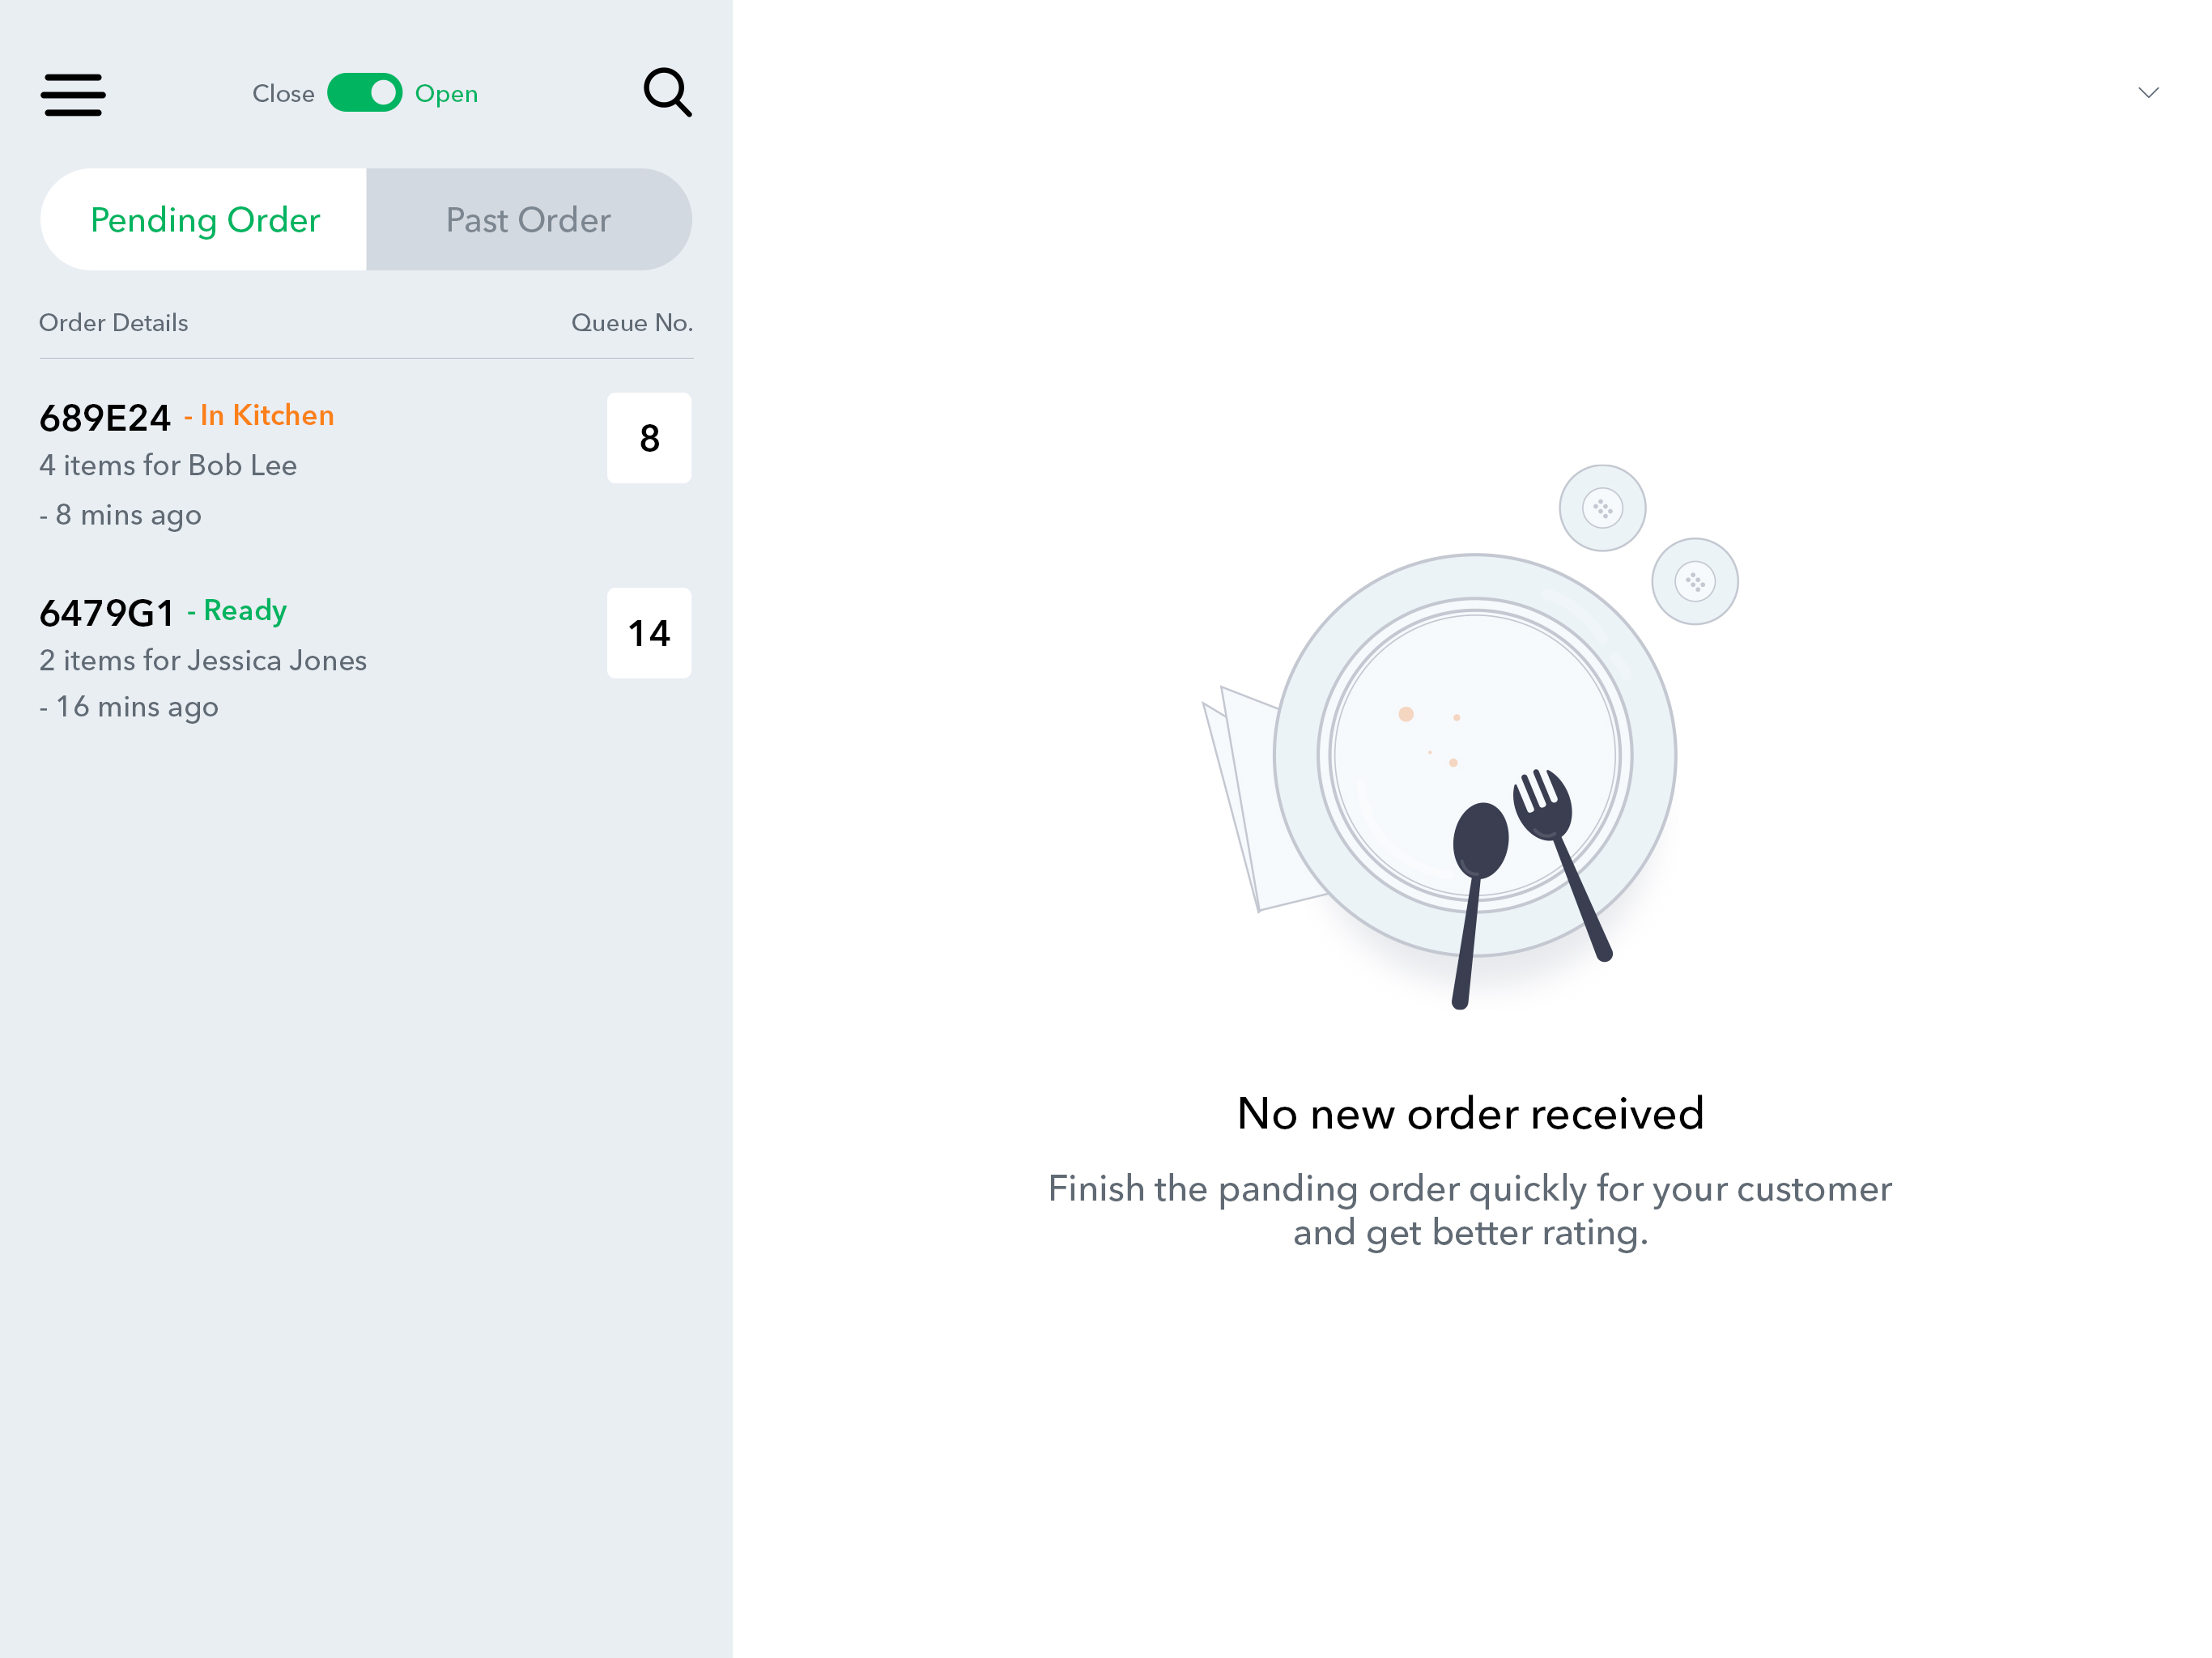 Close Open
Pending Order Past Order
Order Details Queue No.
689E24 - In Kitchen
8
4 items for Bob Lee
- 8 mins ago
6479G1 - Ready
14
2 items for Jessica Jones
- 16 mins ago
No new order received
Finish the panding order quickly for your customer
and get better rating.